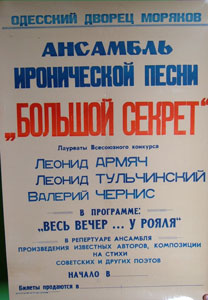 ОДЕССКИЙ ДВОРЕЦ МОРЯКОВ
АНСАМБЛЬ
ИРОНИЧЕСКОЙ ПЕСНИ
„БОЛЬШОЙ СЕКРЕТ"
Лауреаты Всесоюзного конкурса
Леонид АРМЯЧ
Леонид ТУЛЬЧИНСКИЙ
Валерий ЧЕРНИС
В ПРОГРАММЕ:
„ВЕСЬ ВЕЧЕР ... У РОЯЛЯ"
В РЕПЕРТУАРЕ АНСАМБЛЯ
ПРОИЗВЕДЕНИЯ ИЗВЕСТНЫХ АВТОРОВ, КОМПОЗИЦИИ
НА СТИХИ
СОВЕТСКИХ И ДРУГИХ ПОЭТОВ
НАЧАЛО В
Билеты продаются в